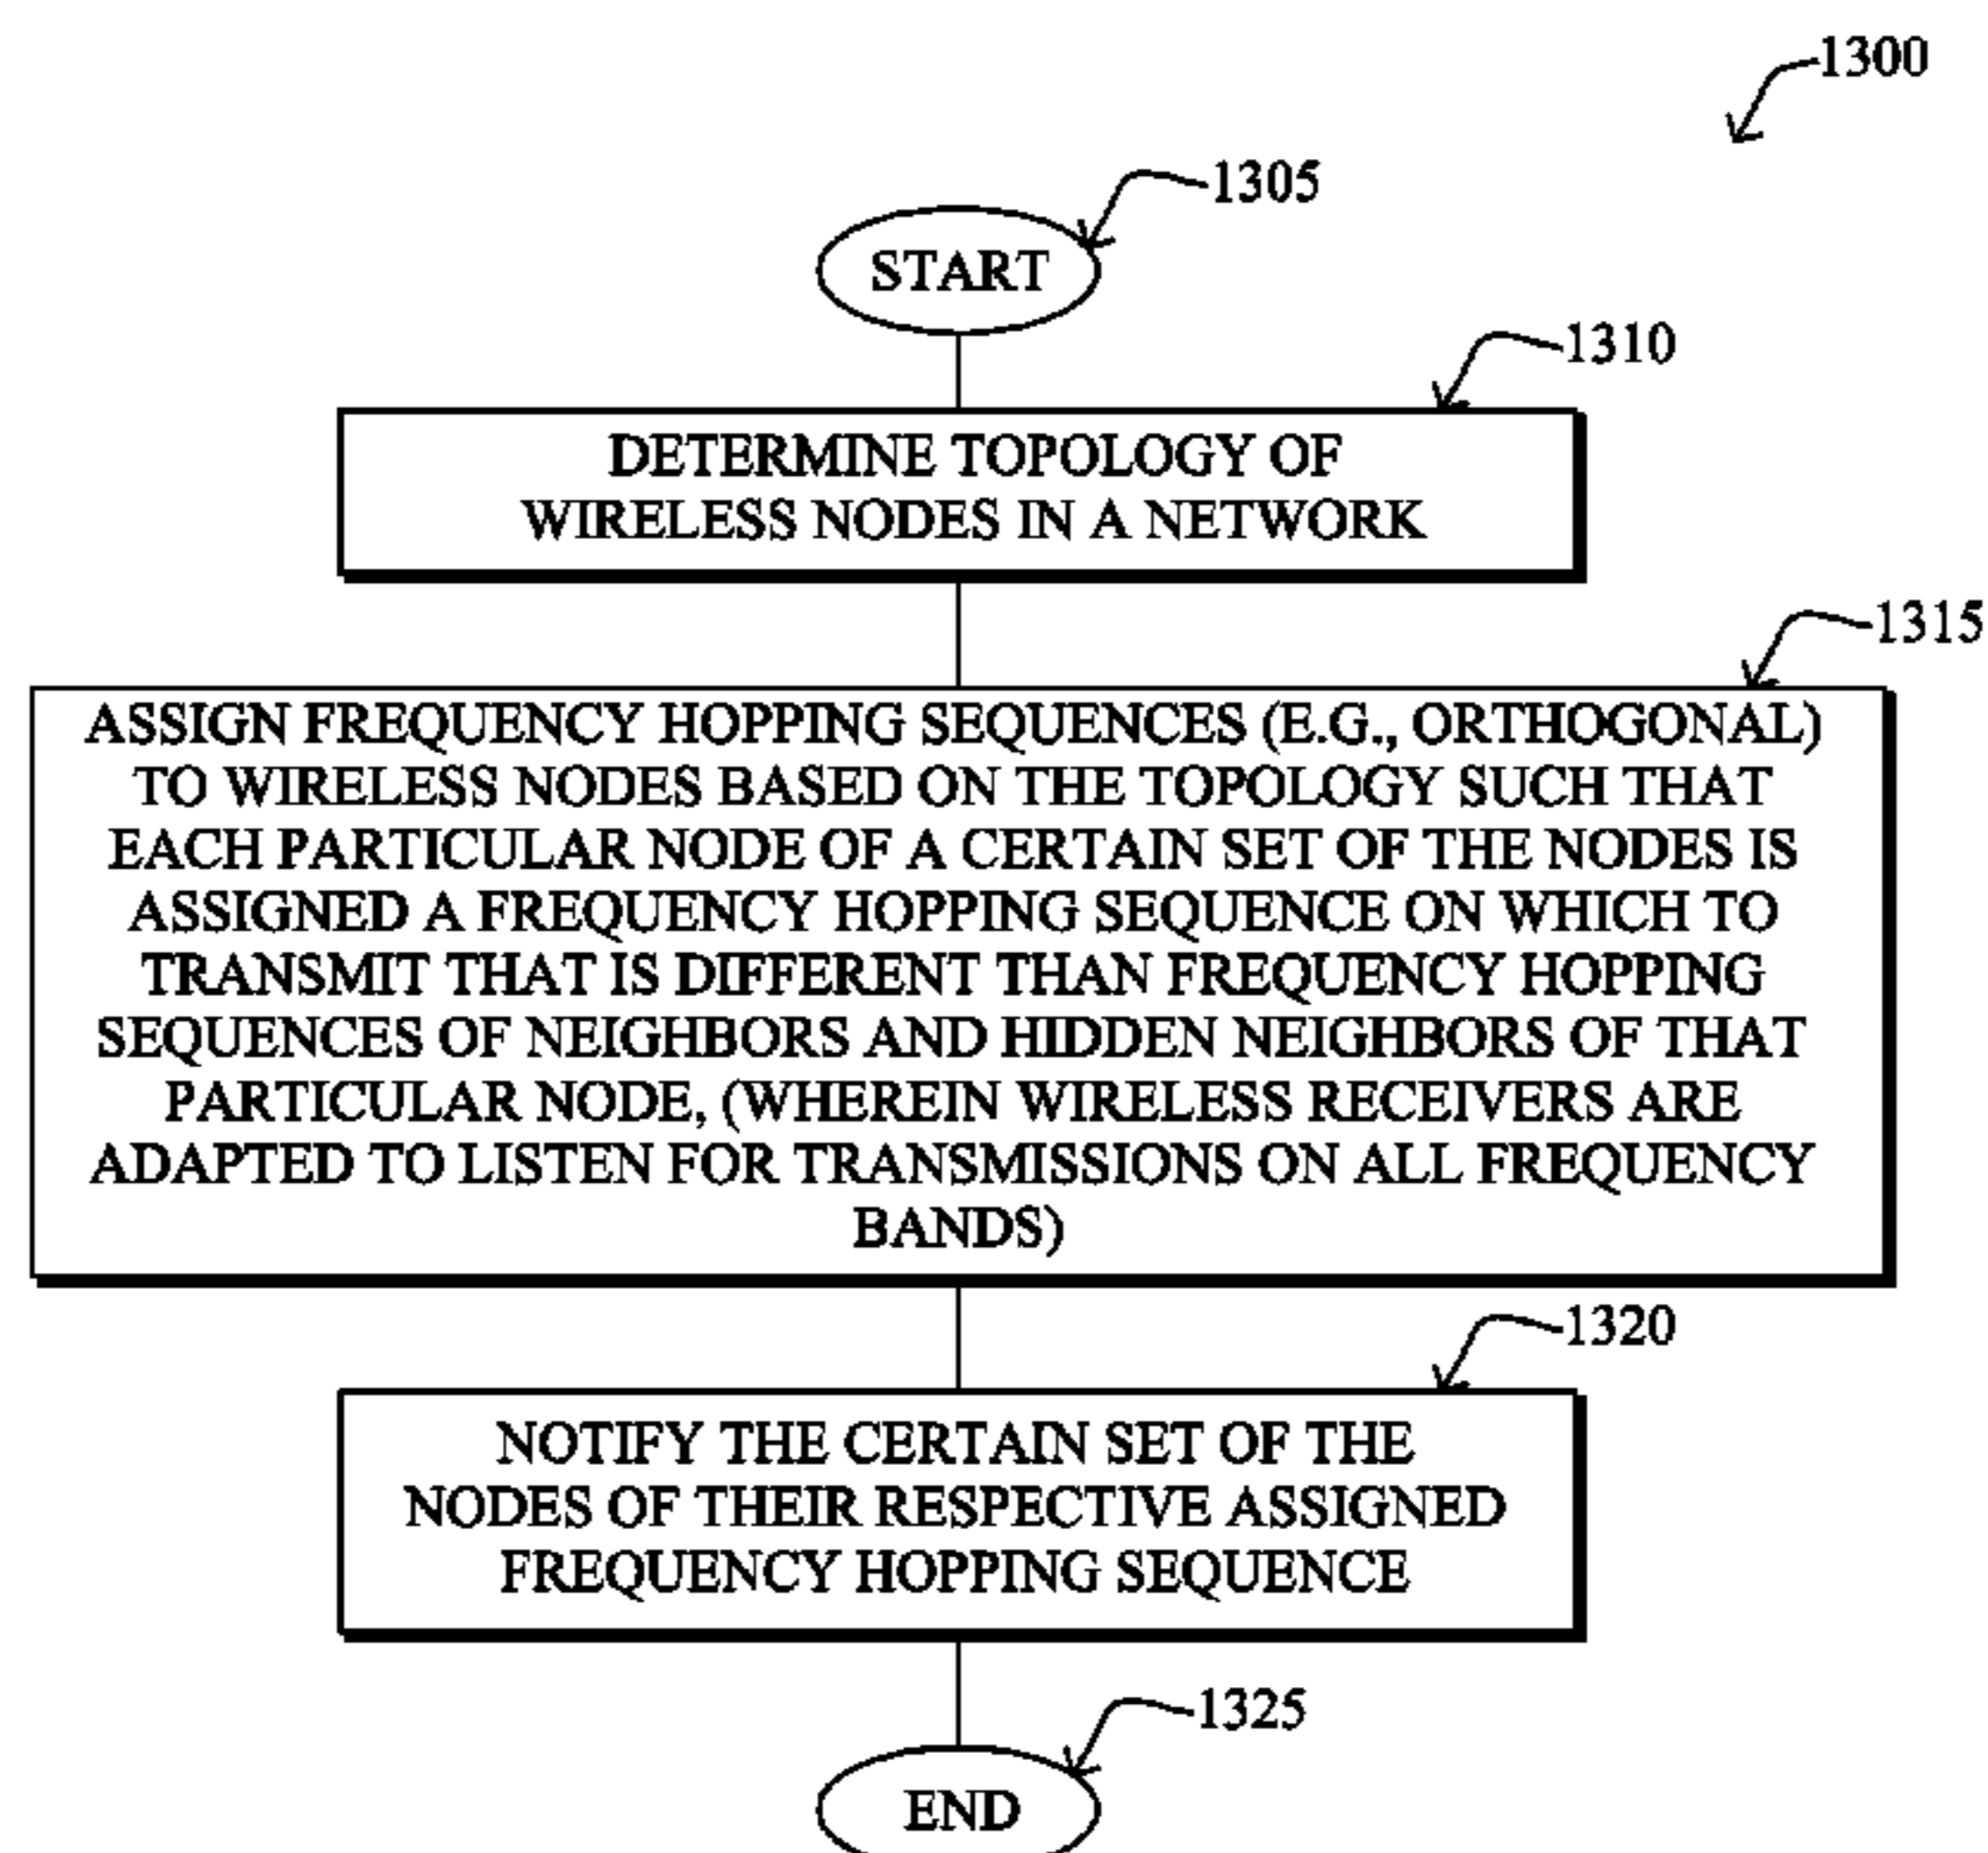 1300
1305
START
1310
DETERMINE TOPOLOGY OF
WIRELESS NODES IN A NETWORK
1315
ASSIGN FREQUENCY HOPPING SEQUENCES (E.G., ORTHOGONAL)
TO WIRELESS NODES BASED ON THE TOPOLOGY SUCH THAT
EACH PARTICULAR NODE OF A CERTAIN SET OF THE NODES IS
ASSIGNED A FREQUENCY HOPPING SEQUENCE ON WHICH TO
TRANSMIT THAT IS DIFFERENT THAN FREQUENCY HOPPING
SEQUENCES OF NEIGHBORS AND HIDDEN NEIGHBORS OF THAT
PARTICULAR NODE, (WHEREIN WIRELESS RECEIVERS ARE
ADAPTED TO LISTEN FOR TRANSMISSIONS ON ALL FREQUENCY
BANDS)
1320
NOTIFY THE CERTAIN SET OF THE
NODES OF THEIR RESPECTIVE ASSIGNED
FREQUENCY HOPPING SEQUENCE
1325
END